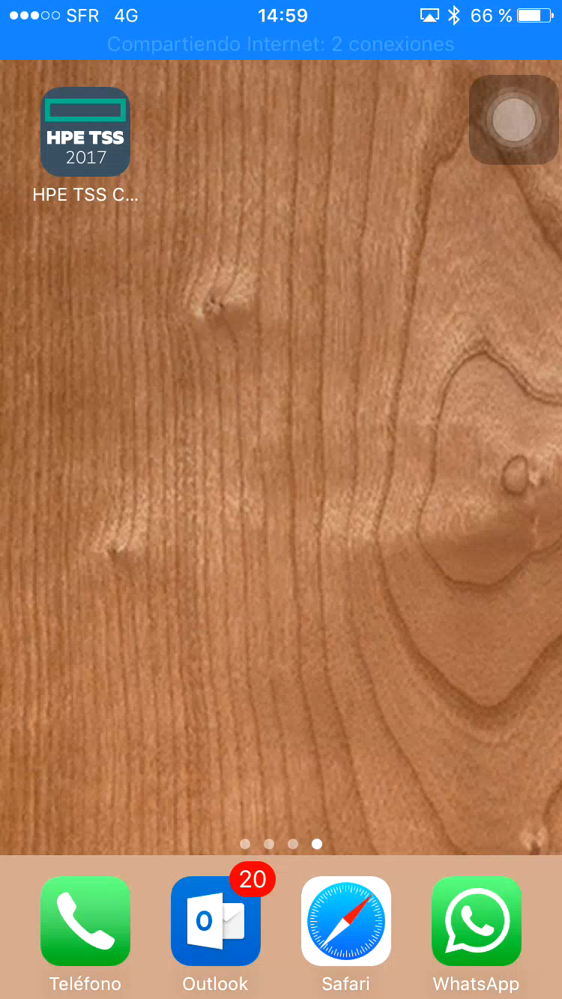 SFR 4G 14:59 66 %
Compartiendo Internet: 2 conexiones
HPE TSS
2017
HPE TSS C...
20
Teléfono Outlook Safari WhatsApp